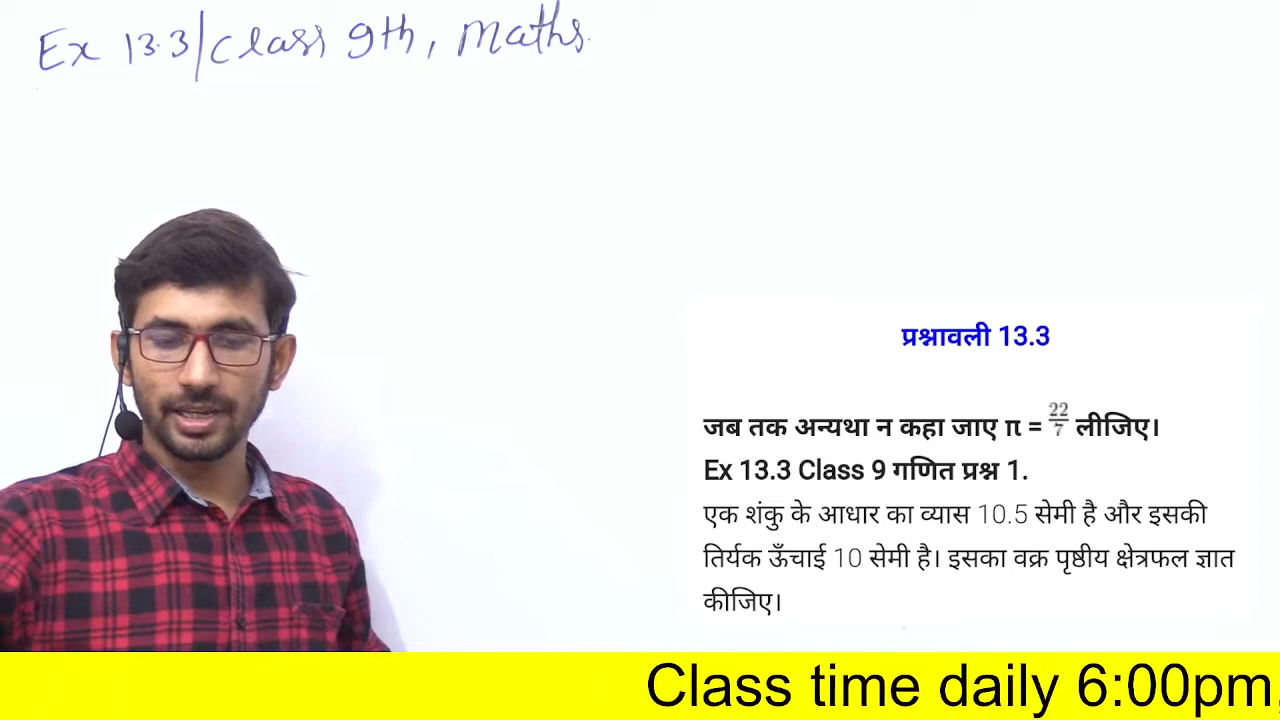 Ex 13.3/Class 9th, Maths.
प्रश्नावली 13.3
जब तक अन्यथा न कहा जाए π = 22/7 लीजिए।
Ex 13.3 Class 9 गणित प्रश्न 1.
एक शंकु के आधार का व्यास 10.5 सेमी है और इसकी
तिर्यक ऊँचाई 10 सेमी है। इसका वक्र पृष्ठीय क्षेत्रफल ज्ञात
कीजिए।
Class time daily 6:00pm,